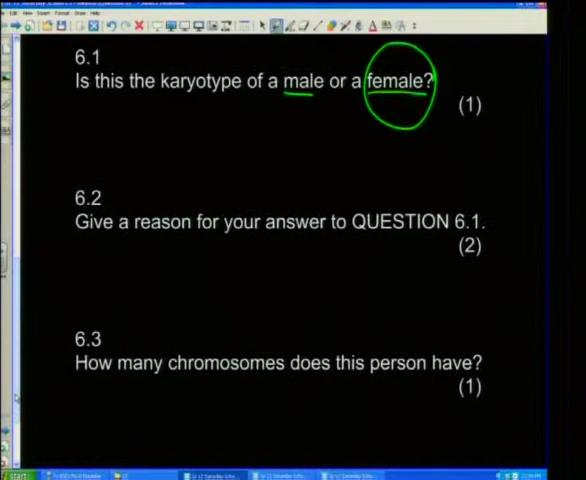 6.1
Is this the karyotype of a male or a female?
(1)
6.2
Give a reason for your answer to QUESTION 6.1.
(2)
6.3
How many chromosomes does this person have?
(1)
start